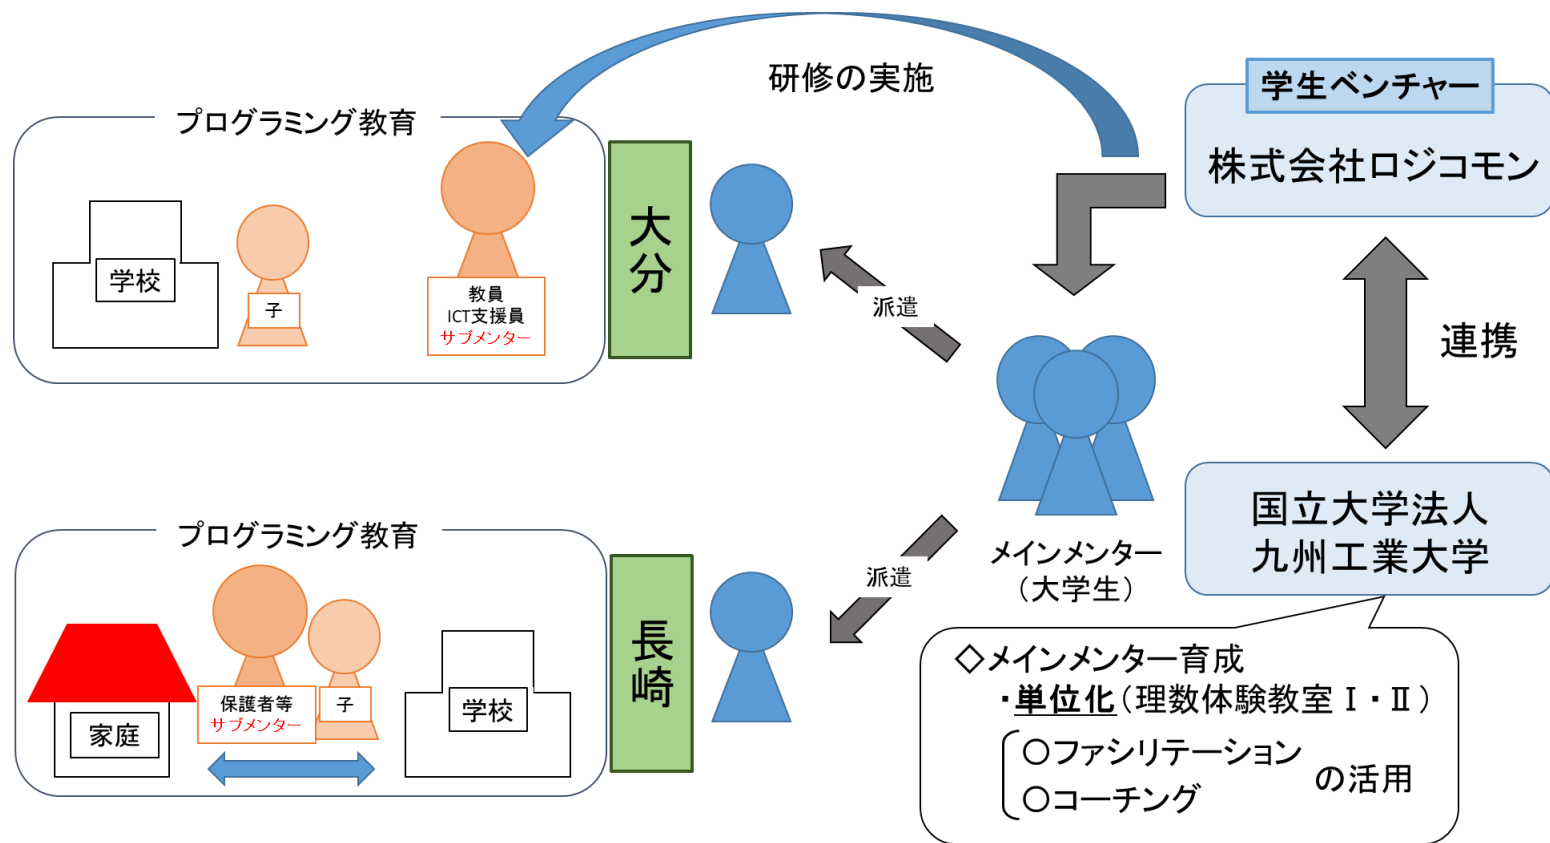 研修の実施
学生ベンチャー
株式会社ロジコモン
プログラミング教育
学校
子
教員
ICT支援員
サブメンター
大分
派遣
連携
メインメンター
（大学生）
国立大学法人
九州工業大学
プログラミング教育
家庭
保護者等
サブメンター
子
学校
長崎
派遣
◇メインメンター育成
・単位化（理数体験教室Ⅰ・Ⅱ）
○ファシリテーション
○コーチング
の活用